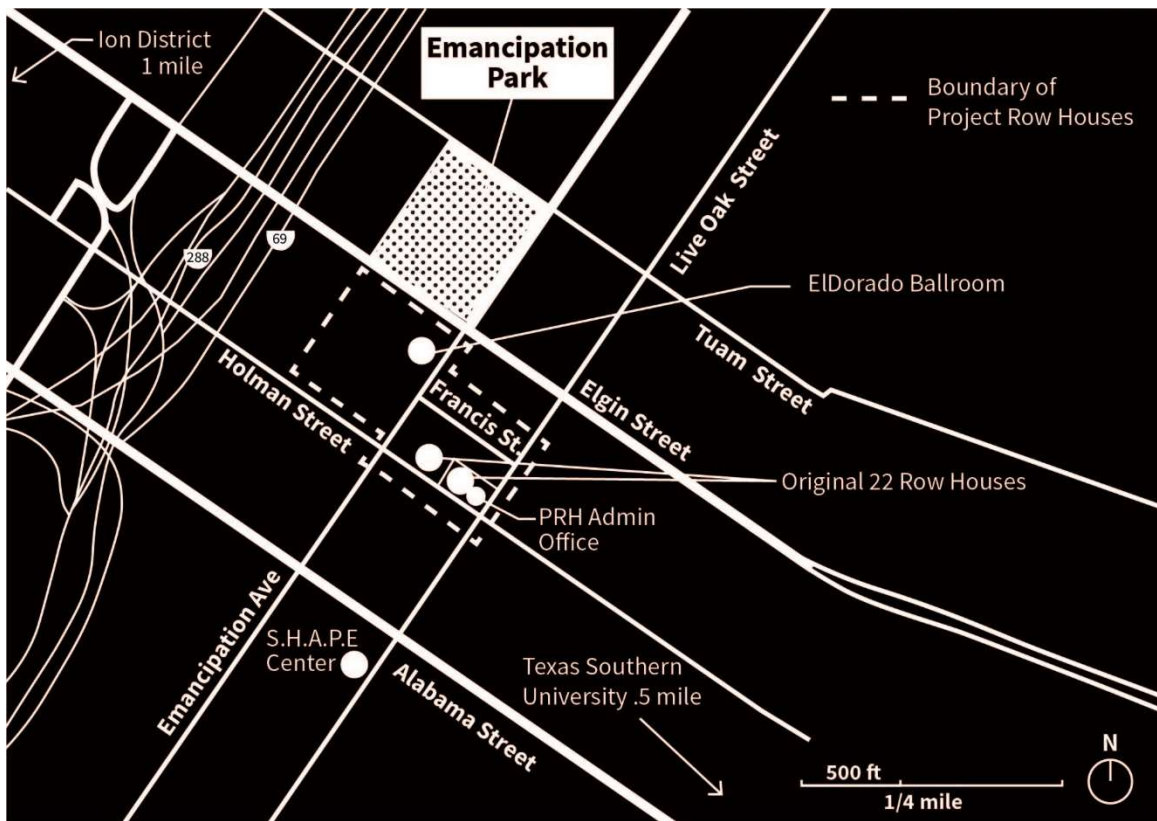 Ion District
1 mile
Emancipation
Park
Boundary of
Project Row Houses
Live Oak Street
69
288
ElDorado Ballroom
Tuam Street
Holman Street
Francis St.
Elgin Street
Original 22 Row Houses
PRH Admin
Office
Emancipation Ave
S.H.A.P.E
Center
Alabama Street
Texas Southern
University .5 mile
N
500 ft
1/4 mile